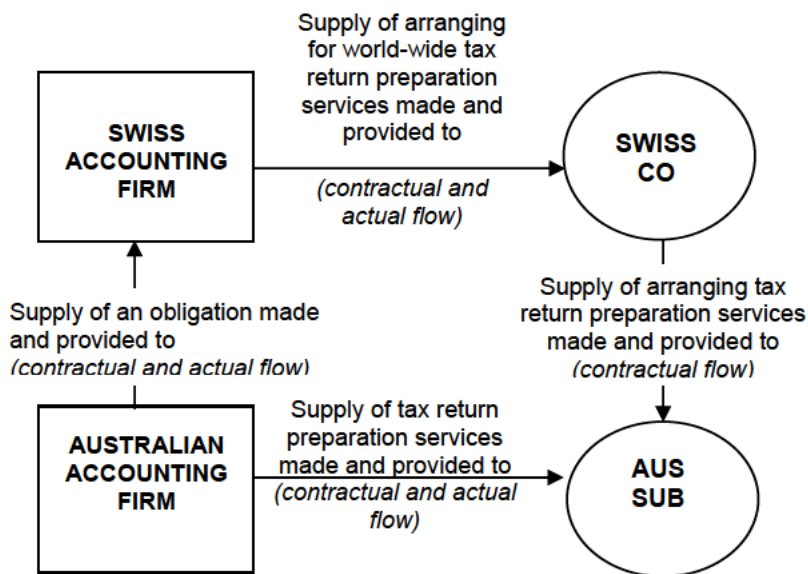 Supply of arranging
for world-wide tax
return preparation
services made and
provided to
SWISS
ACCOUNTING
FIRM
(contractual and
actual flow)
SWISS
CO
Supply of an obligation made
and provided to
(contractual and actual flow)
Supply of arranging tax
return preparation services
made and provided to
(contractual flow)
AUSTRALIAN
ACCOUNTING
FIRM
Supply of tax return
preparation services
made and provided to
(contractual and actual
flow)
AUS
SUB